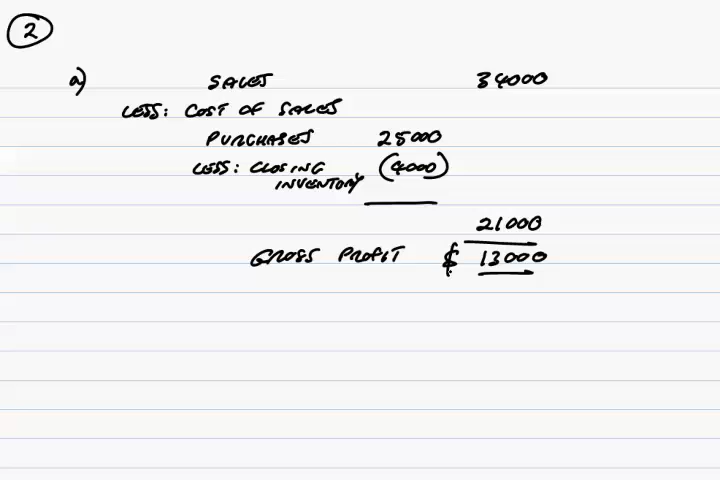 2
a) SALES 34000
LESS: COST OF SALES
PURCHASES 25000
LESS: CLOSING (4000)
INVENTORY
21000
GROSS PROFIT $ 13000